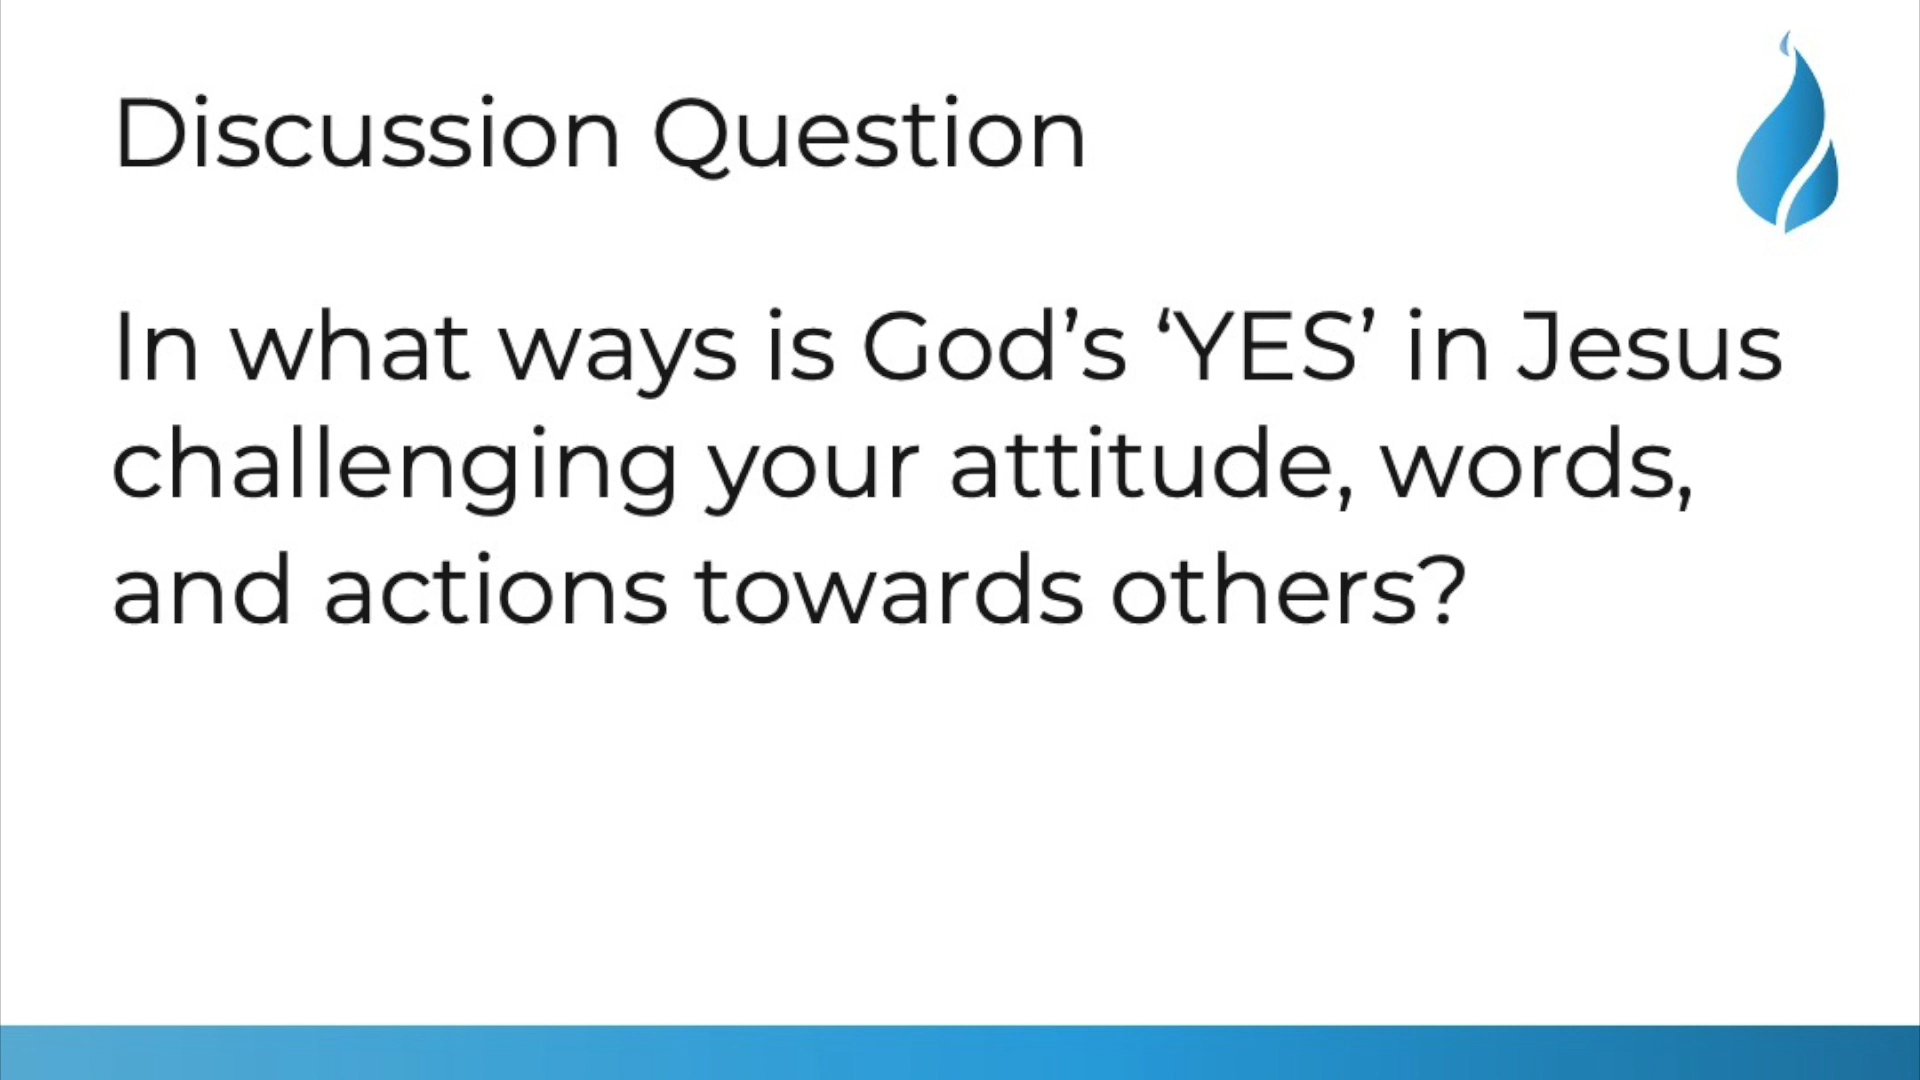 Discussion Question
In what ways is God’s ‘YES’ in Jesus
challenging your attitude, words,
and actions towards others?